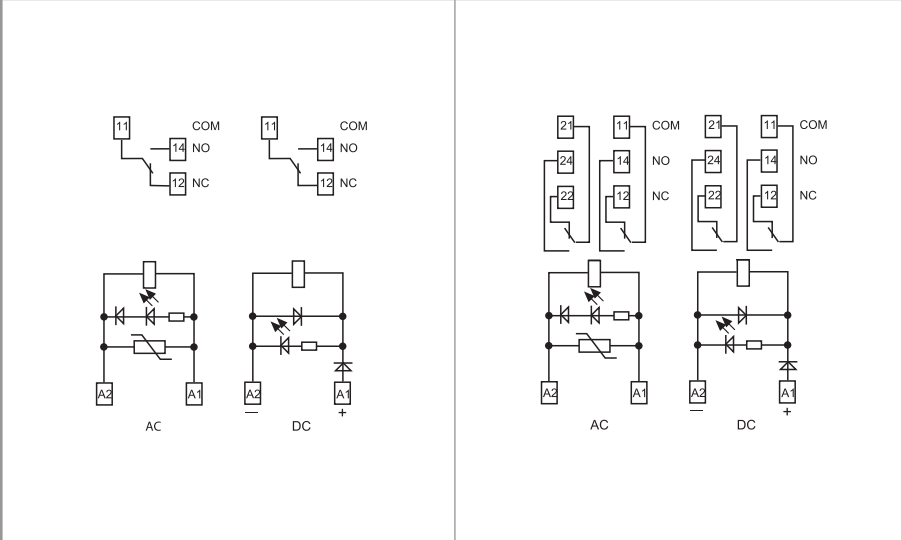 11 COM
14 NO
12 NC
A2 A1
AC
11 COM
14 NO
12 NC
A2 A1
— +
DC
21 11 COM
24 14 NO
22 12 NC
A2 A1
AC
21 11 COM
24 14 NO
22 12 NC
A2 A1
— +
DC